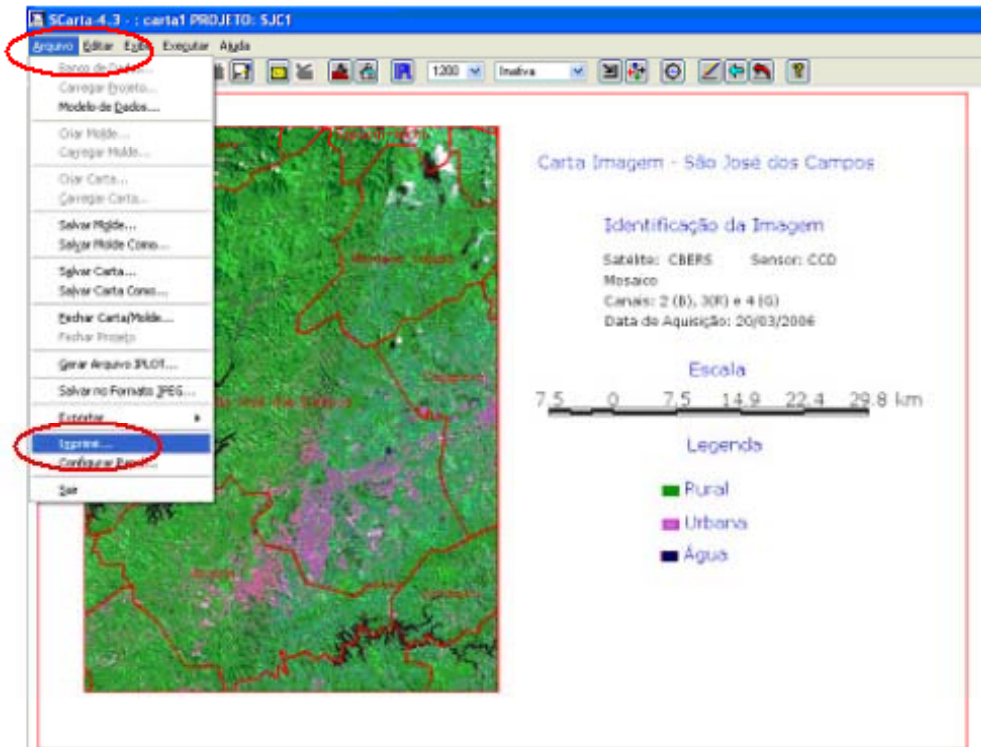 SCarta-4.3 - : carta1 PROJETO: SJC1
Arquivo Editar Exibir Executar Ajuda
1200 Inativa
Banco de Dados...
Carregar Projeto...
Modelo de Dados...
Criar Molde...
Carregar Molde...
Criar Carta...
Carregar Carta...
Salvar Molde...
Salvar Molde Como...
Salvar Carta...
Salvar Carta Como...
Fechar Carta/Molde...
Fechar Projeto
Gerar Arquivo IPLOT...
Salvar no Formato JPEG...
Exportar
Imprimir...
Configurar
Sair
Carta Imagem - São José dos Campos
Identificação da Imagem
Satélite: CBERS Sensor: CCD
Mosaico
Canais: 2 (B), 3(R) e 4 (G)
Data de Aquisição: 20/03/2006
Escala
7.5 0 7.5 14.9 22.4 29.8 km
Legenda
Rural
Urbana
Água
José dos Campos